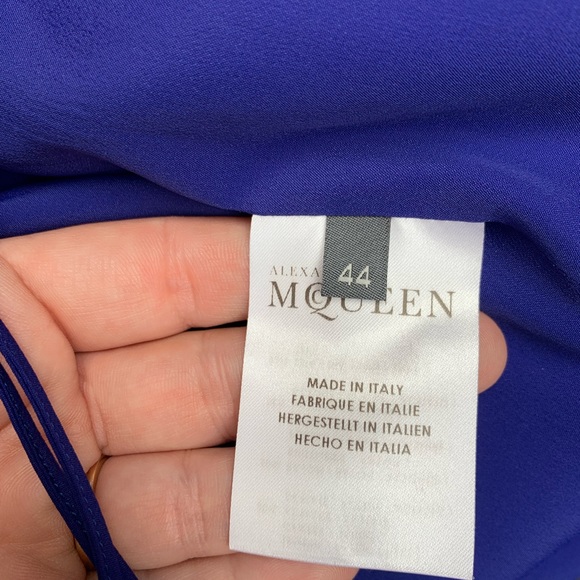 44
ALEXA
MCQUEEN
MADE IN ITALY
FABRIQUE EN ITALIE
HERGESTELLT IN ITALIEN
HECHO EN ITALIA